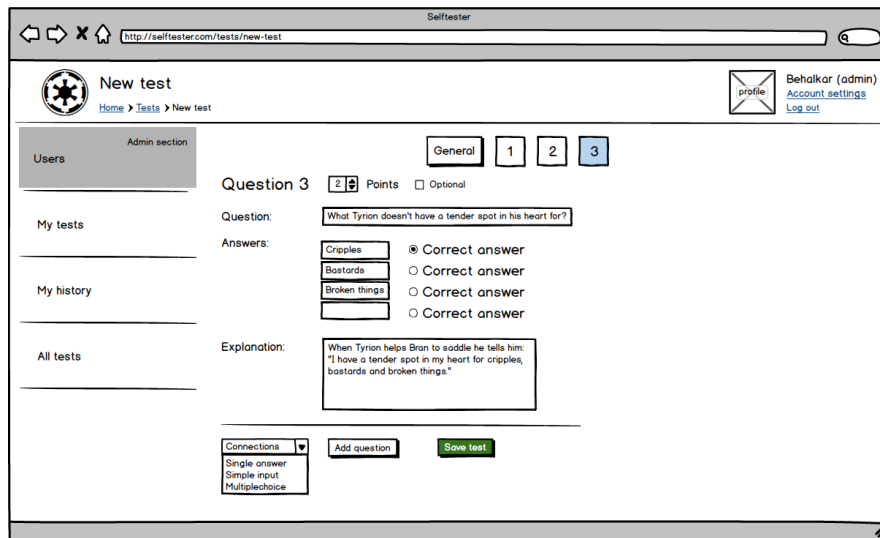 Selftester
http://selftester.com/tests/new-test
New test
Home > Tests > New test
profile
Behalkar (admin)
Account settings
Log out
Admin section
Users
My tests
My history
All tests
General 1 2 3
Question 3 2 Points Optional
Question: What Tyrion doesn't have a tender spot in his heart for?
Answers:
Cripples Correct answer
Bastards Correct answer
Broken things Correct answer
Correct answer
Explanation:
When Tyrion helps Bran to saddle he tells him:
"I have a tender spot in my heart for cripples,
bastards and broken things."
Connections Add question Save test
Single answer
Simple input
Multiplechoice